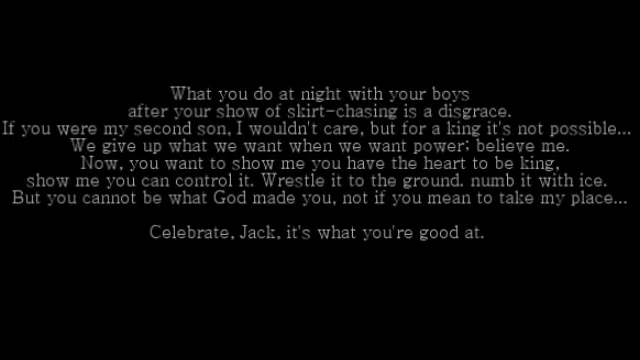 What you do at night with your boys
after your show of skirt-chasing is a disgrace.
If you were my second son, I wouldn't care, but for a king it's not possible...
We give up what we want when we want power; believe me.
Now, you want to show me you have the heart to be king,
show me you can control it. Wrestle it to the ground. numb it with ice.
But you cannot be what God made you, not if you mean to take my place...
Celebrate, Jack, it's what you're good at.